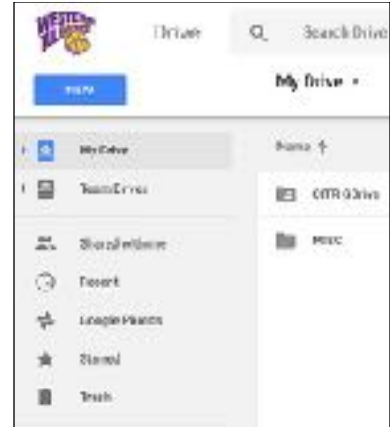 Drive
Search Drive
NEW
My Drive
Name ↑
My Drive
Team Drives
MISC
Shared with me
Recent
Google Photos
Starred
Trash